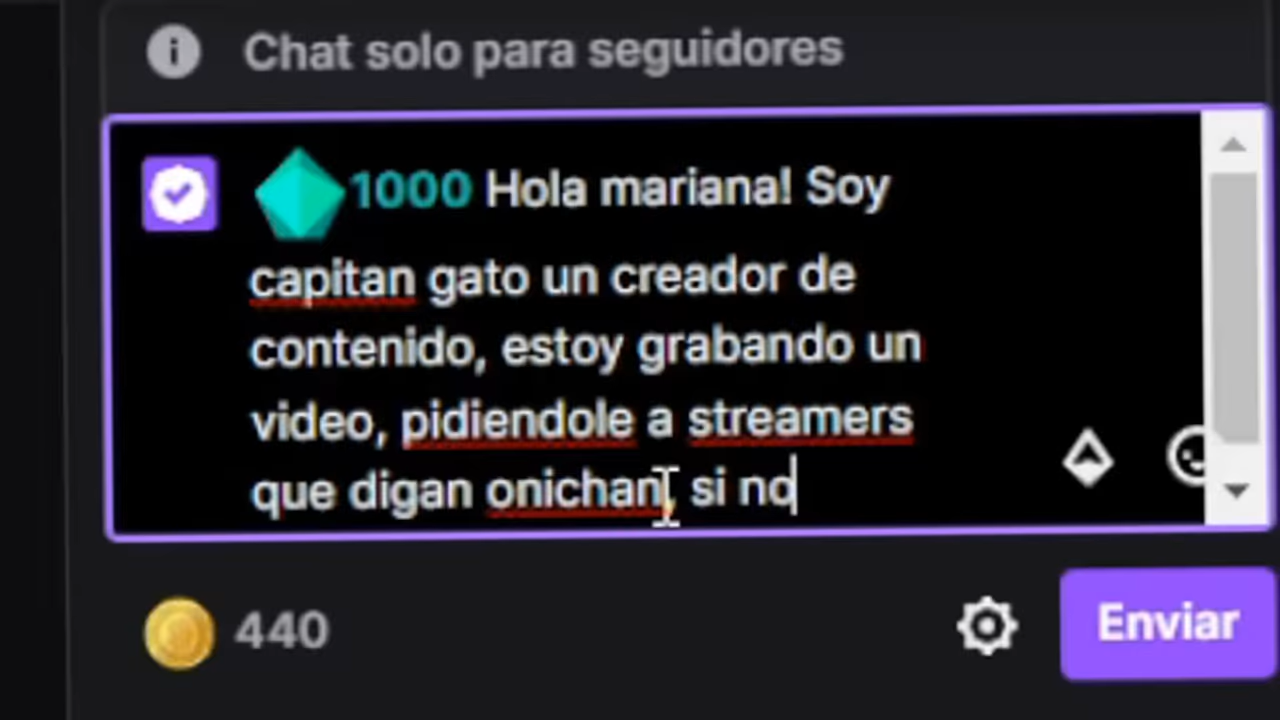 Chat solo para seguidores
1000 Hola mariana! Soy
capitan gato un creador de
contenido, estoy grabando un
video, pidiendole a streamers
que digan onichan, si no
440
Enviar